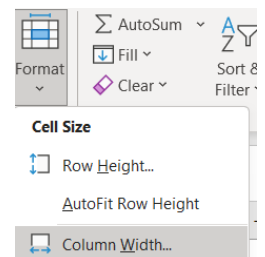 Format
AutoSum
Fill
Clear
Sort &
Filter
Cell Size
Row Height...
AutoFit Row Height
Column Width...